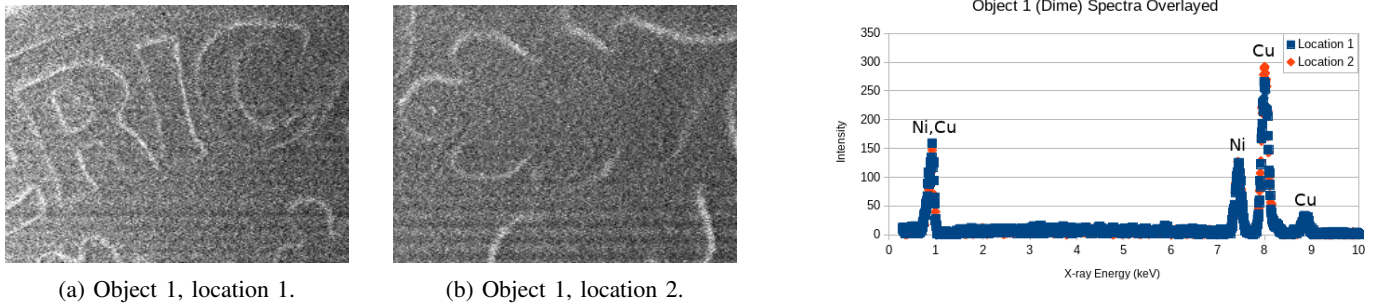 RIC
(a) Object 1, location 1.
(b) Object 1, location 2.
Object 1 (Dime) Spectra Overlayed
Intensity
350
300
250
200
150
100
50
0
Ni,Cu
Ni
Cu
Cu
Location 1
Location 2
0 1 2 3 4 5 6 7 8 9 10
X-ray Energy (keV)